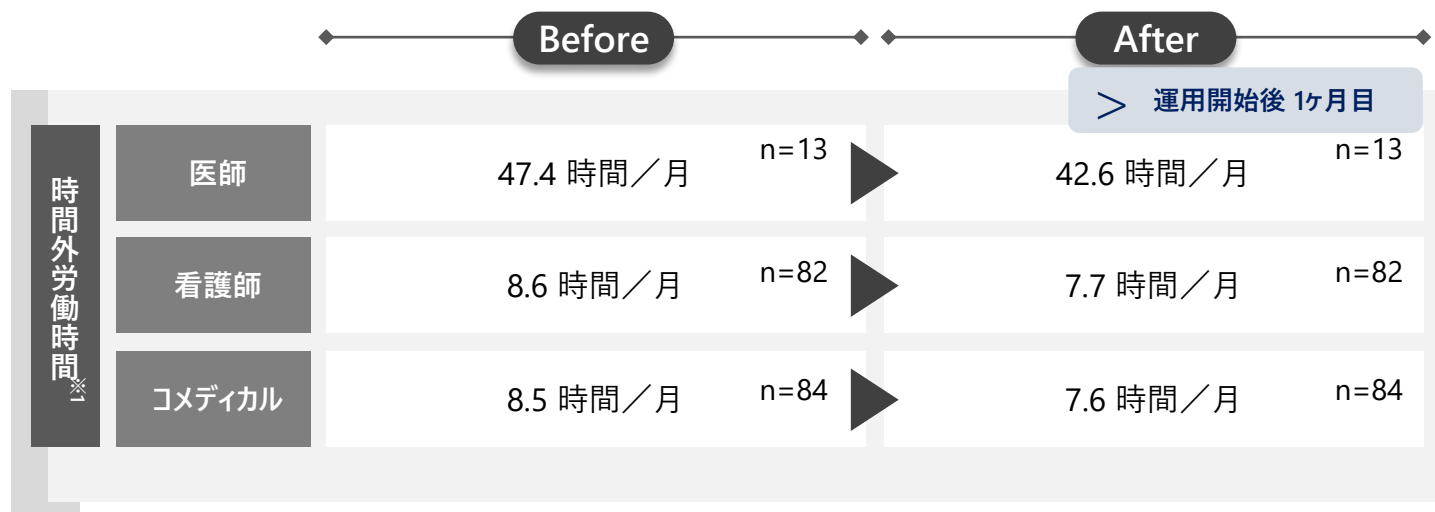 Before
After
> 運用開始後 1ヶ月目
時間外労働時間※1
医師
47.4 時間／月
n=13
42.6 時間／月
n=13
看護師
8.6 時間／月
n=82
7.7 時間／月
n=82
コメディカル
8.5 時間／月
n=84
7.6 時間／月
n=84